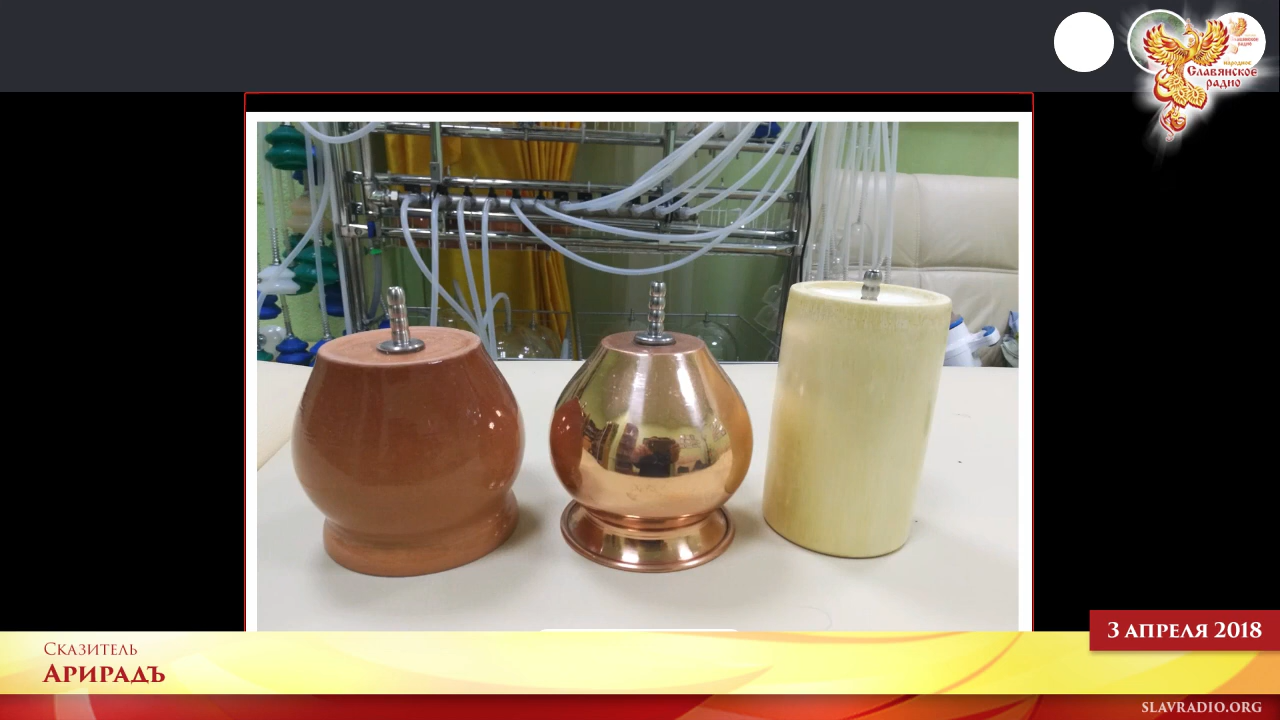 народное
Славянское
радио
3 апреля 2018
Сказитель
Арирадъ
SLAVRADIO.ORG